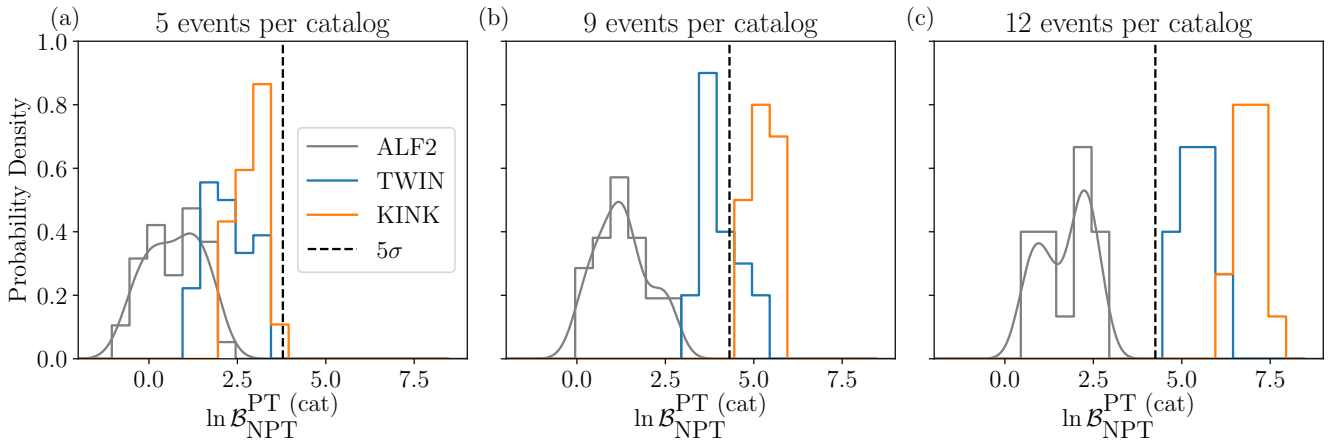 (a) 5 events per catalog
(b) 9 events per catalog
(c) 12 events per catalog
Probability Density
1.0
0.8
0.6
0.4
0.2
0.0
ALF2
TWIN
KINK
5σ
0.0 2.5 5.0 7.5
0.0 2.5 5.0 7.5
0.0 2.5 5.0 7.5
ln 𝓑_NPT^PT (cat)
ln 𝓑_NPT^PT (cat)
ln 𝓑_NPT^PT (cat)